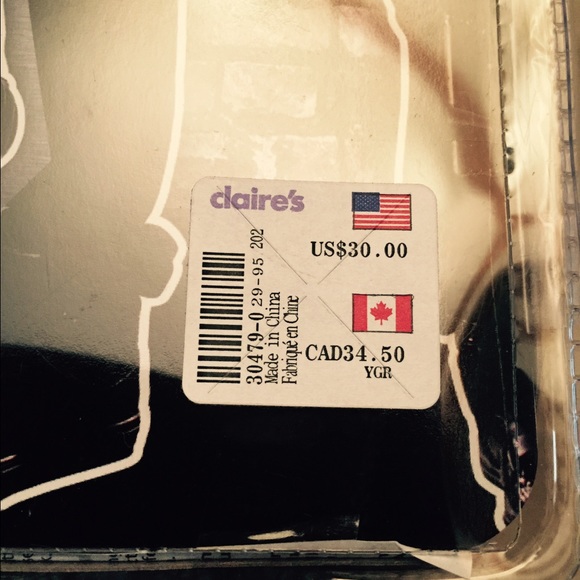 claire's
US$30.00
CAD34.50
YGR
30479-0 29-95 202
Made in China
Fabriqué en Chine